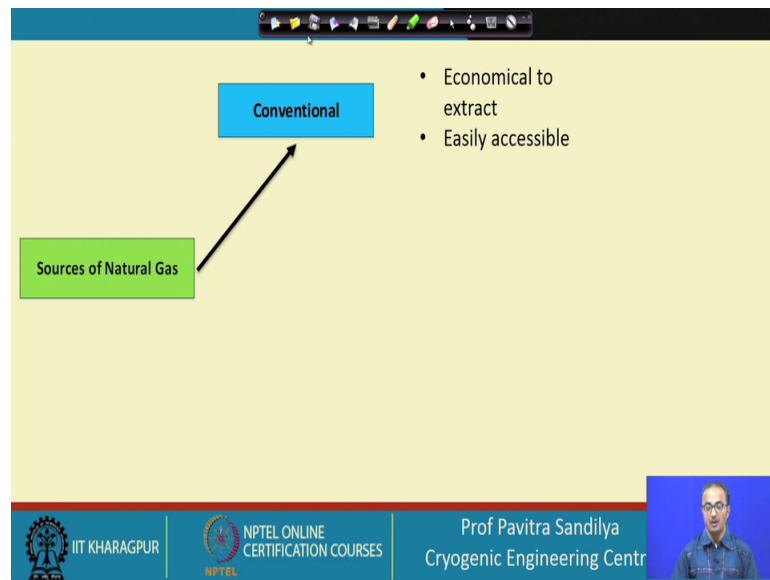 Conventional
• Economical to
extract
• Easily accessible
Sources of Natural Gas
IIT KHARAGPUR
NPTEL
NPTEL ONLINE
CERTIFICATION COURSES
Prof Pavitra Sandilya
Cryogenic Engineering Centr